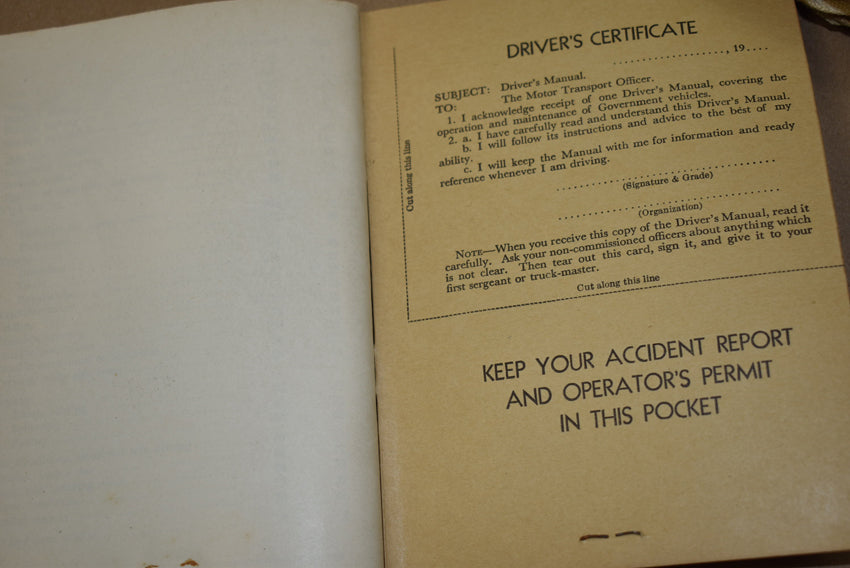 DRIVER'S CERTIFICATE
..................., 19....
SUBJECT: Driver's Manual.
TO: The Motor Transport Officer.
1. I acknowledge receipt of one Driver's Manual, covering the
operation and maintenance of Government vehicles.
2. a. I have carefully read and understand this Driver's Manual.
b. I will follow its instructions and advice to the best of my
ability.
c. I will keep the Manual with me for information and ready
reference whenever I am driving.
(Signature & Grade)
(Organization)
NOTE—When you receive this copy of the Driver's Manual, read it
carefully. Ask your non-commissioned officers about anything which
is not clear. Then tear out this card, sign it, and give it to your
first sergeant or truck-master.
Cut along this line
Cut along this line
KEEP YOUR ACCIDENT REPORT
AND OPERATOR'S PERMIT
IN THIS POCKET